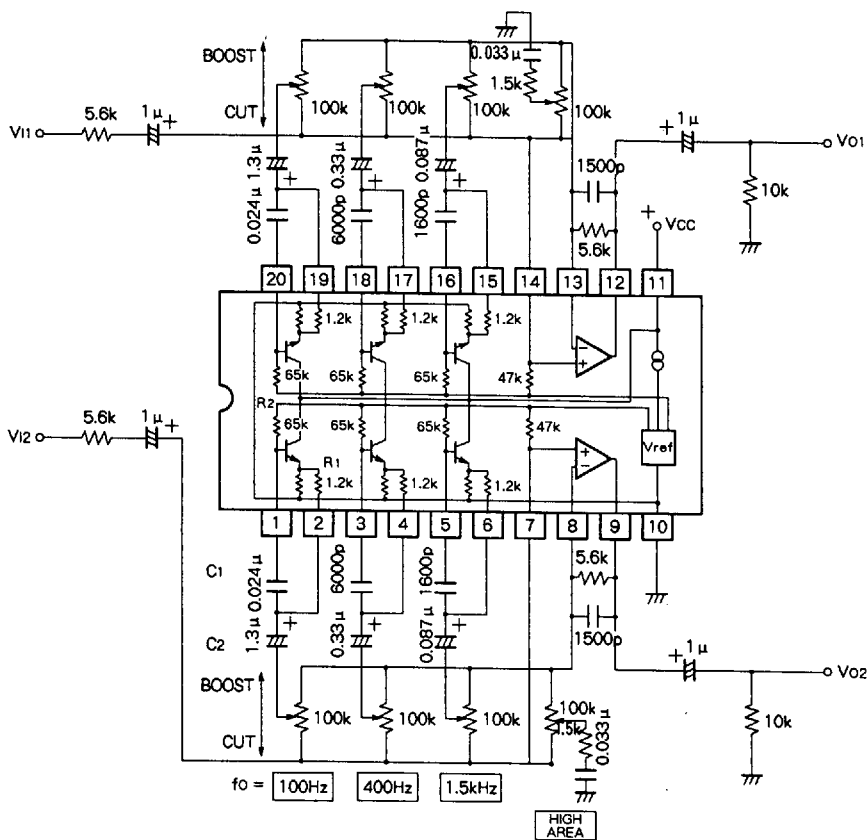 0.033μ
BOOST
1.5k
CUT
100k
100k
100k
100k
VI1
5.6k
1μ
+
1μ
+
VO1
10k
0.024μ 1.3μ
+
6000p 0.33μ
+
1600p 0.087μ
+
1500p
5.6k
+
VCC
20 19 18 17 16 15 14 13 12 11
1.2k
1.2k
1.2k
65k
65k
65k
47k
−
+
R2
65k
65k
65k
47k
Vref
R1
1.2k
1.2k
1.2k
+
−
VI2
5.6k
1μ
+
1 2 3 4 5 6 7 8 9 10
C1
0.024μ
6000p
1600p
5.6k
C2
1.3μ
+
0.33μ
+
0.087μ
+
1500p
1μ
+
VO2
10k
BOOST
CUT
100k
100k
100k
100k
1.5k
0.033μ
fo = 100Hz 400Hz 1.5kHz
HIGH
AREA